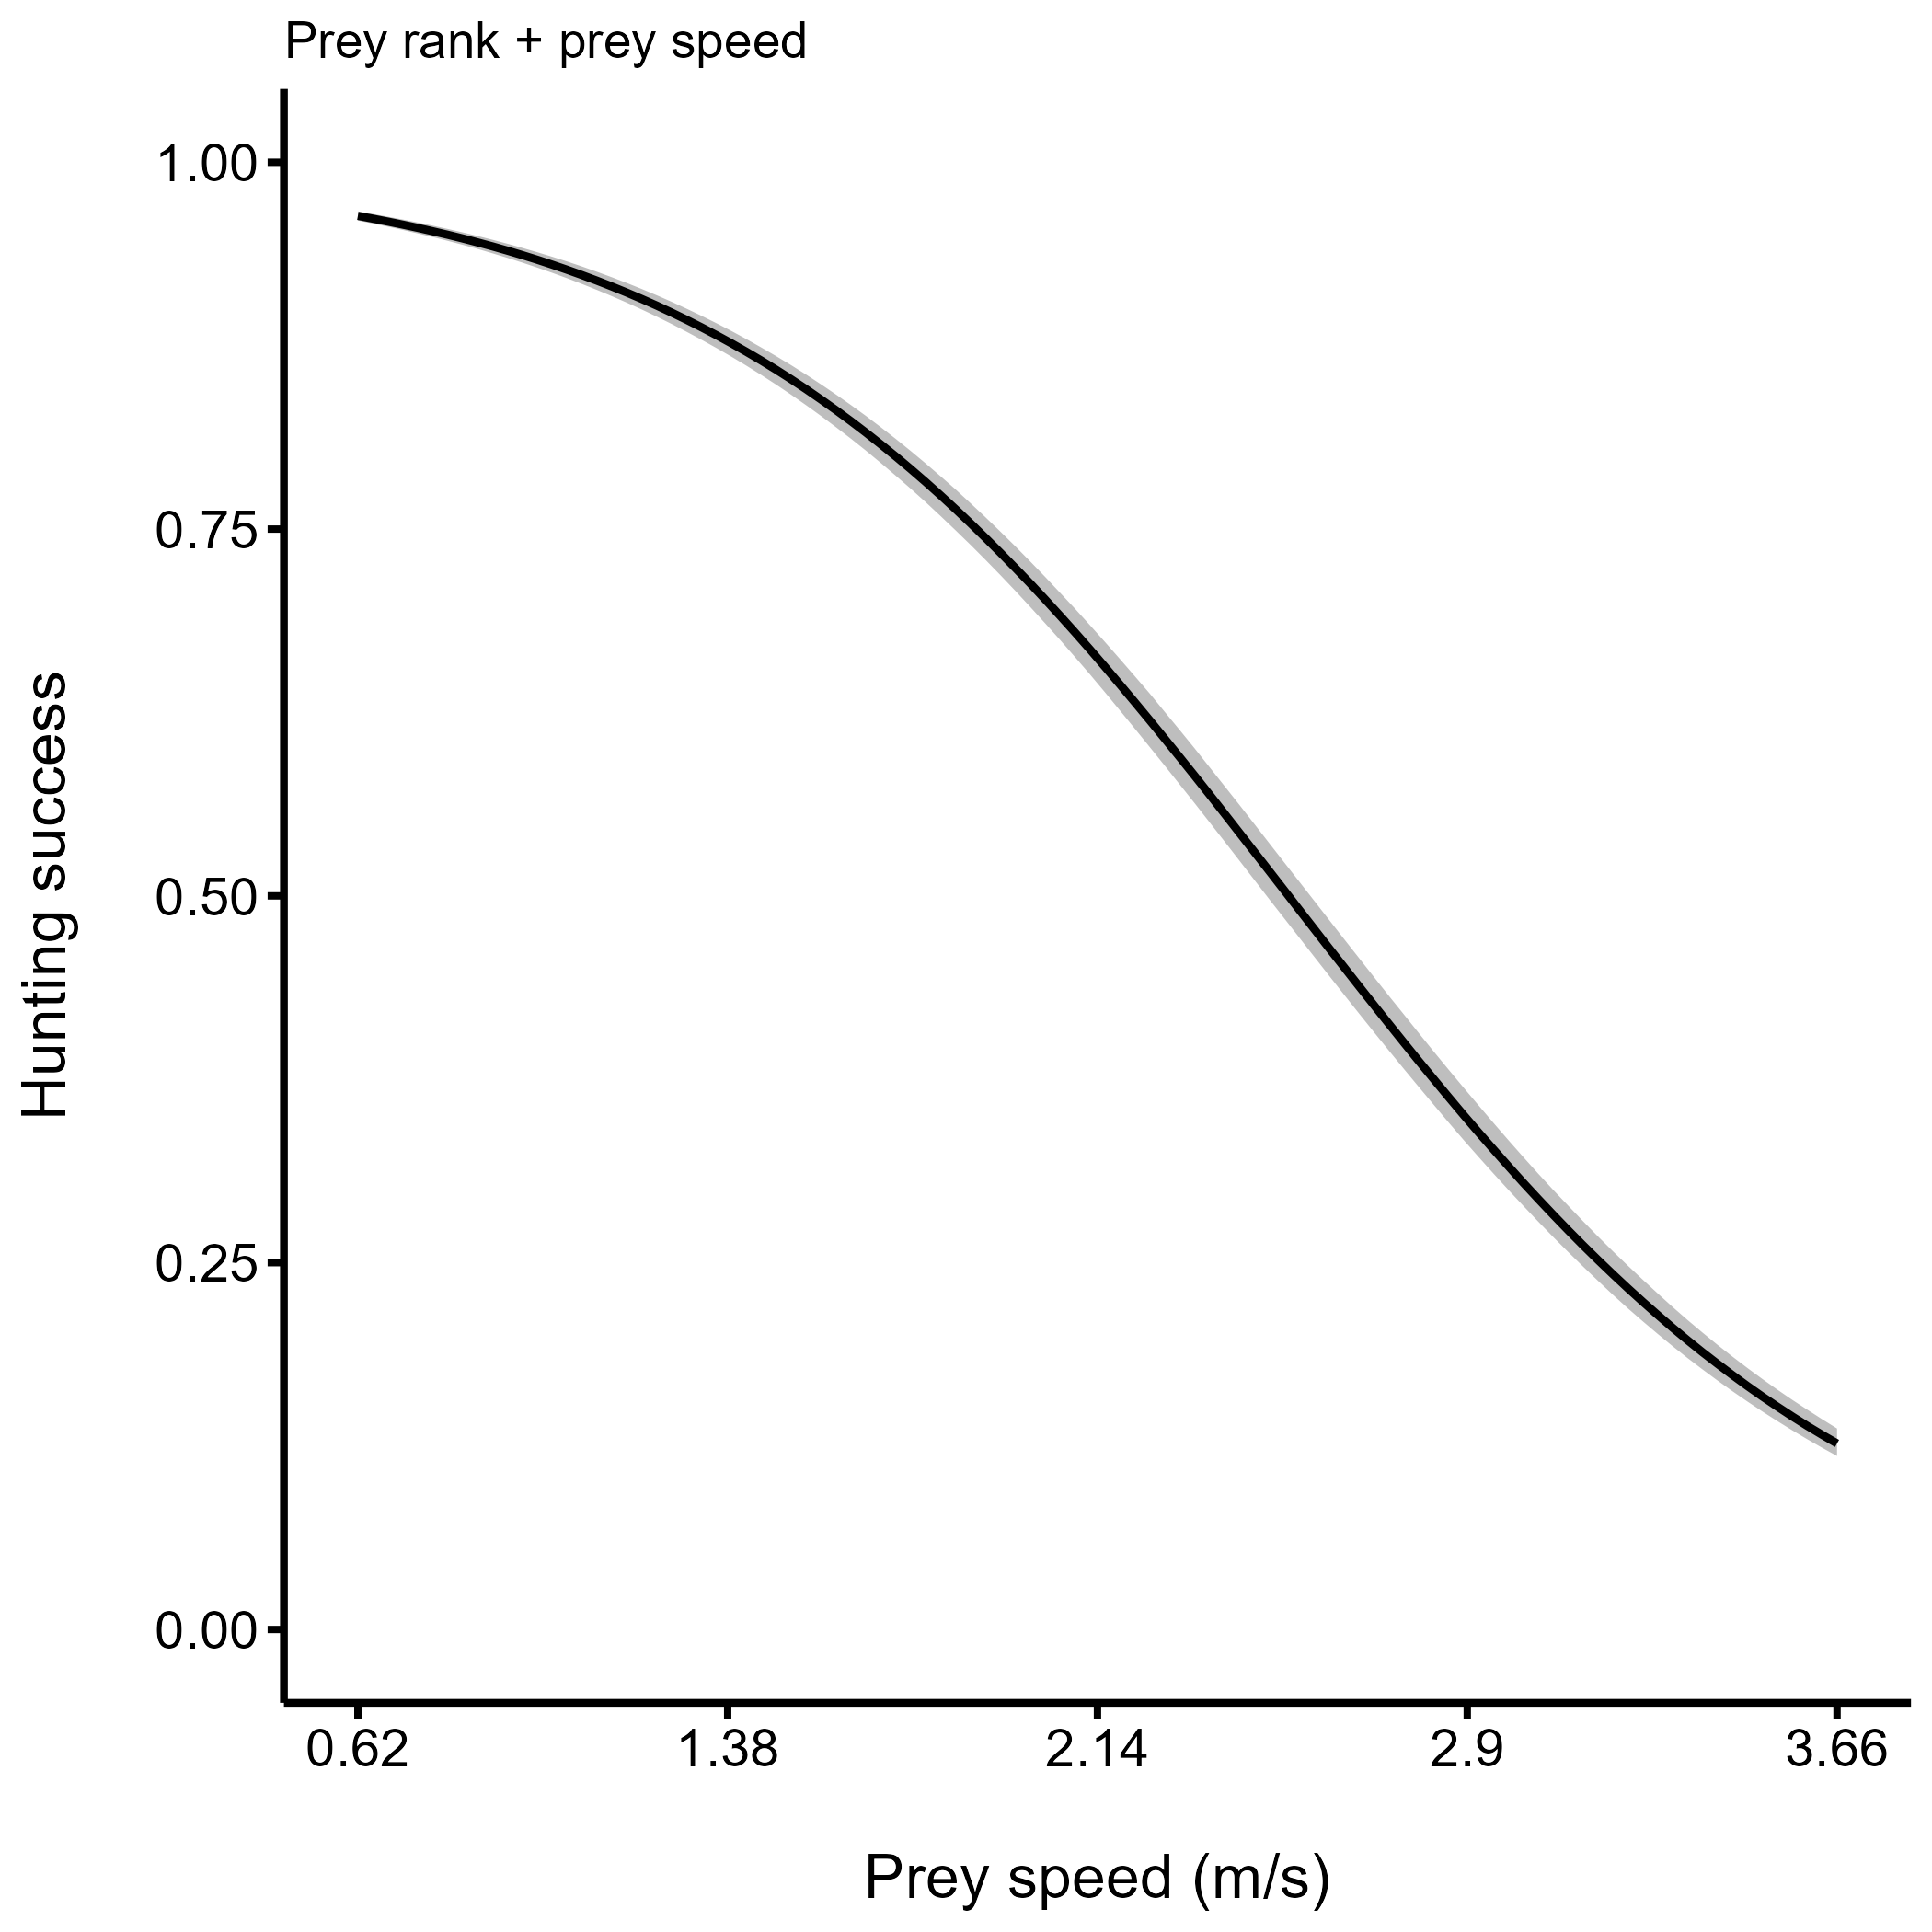 Prey rank + prey speed
1.00
0.75
0.50
0.25
0.00
Hunting success
0.62 1.38 2.14 2.9 3.66
Prey speed (m/s)